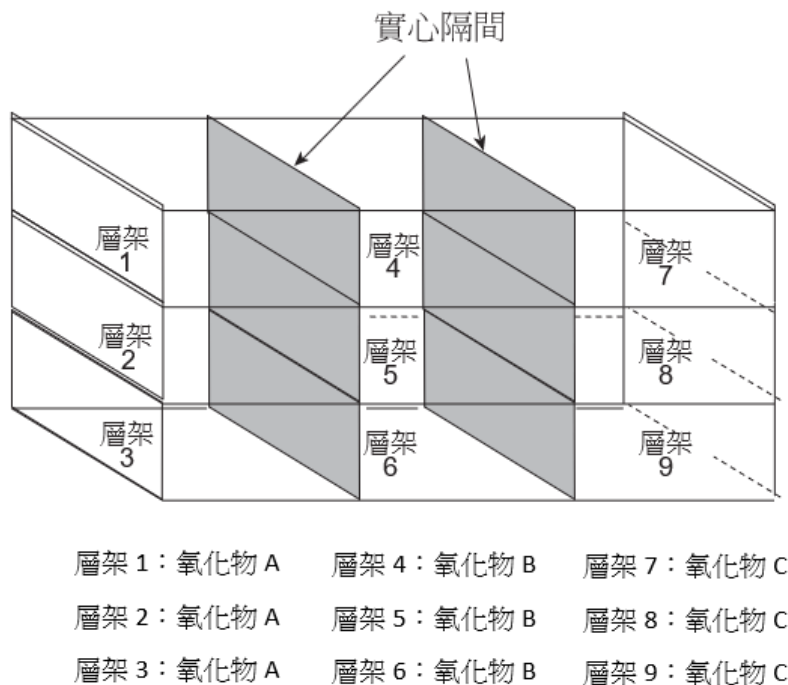 實心隔間
層架
1
層架
4
層架
7
層架
2
層架
5
層架
8
層架
3
層架
6
層架
9
層架 1：氧化物 A 層架 4：氧化物 B 層架 7：氧化物 C
層架 2：氧化物 A 層架 5：氧化物 B 層架 8：氧化物 C
層架 3：氧化物 A 層架 6：氧化物 B 層架 9：氧化物 C